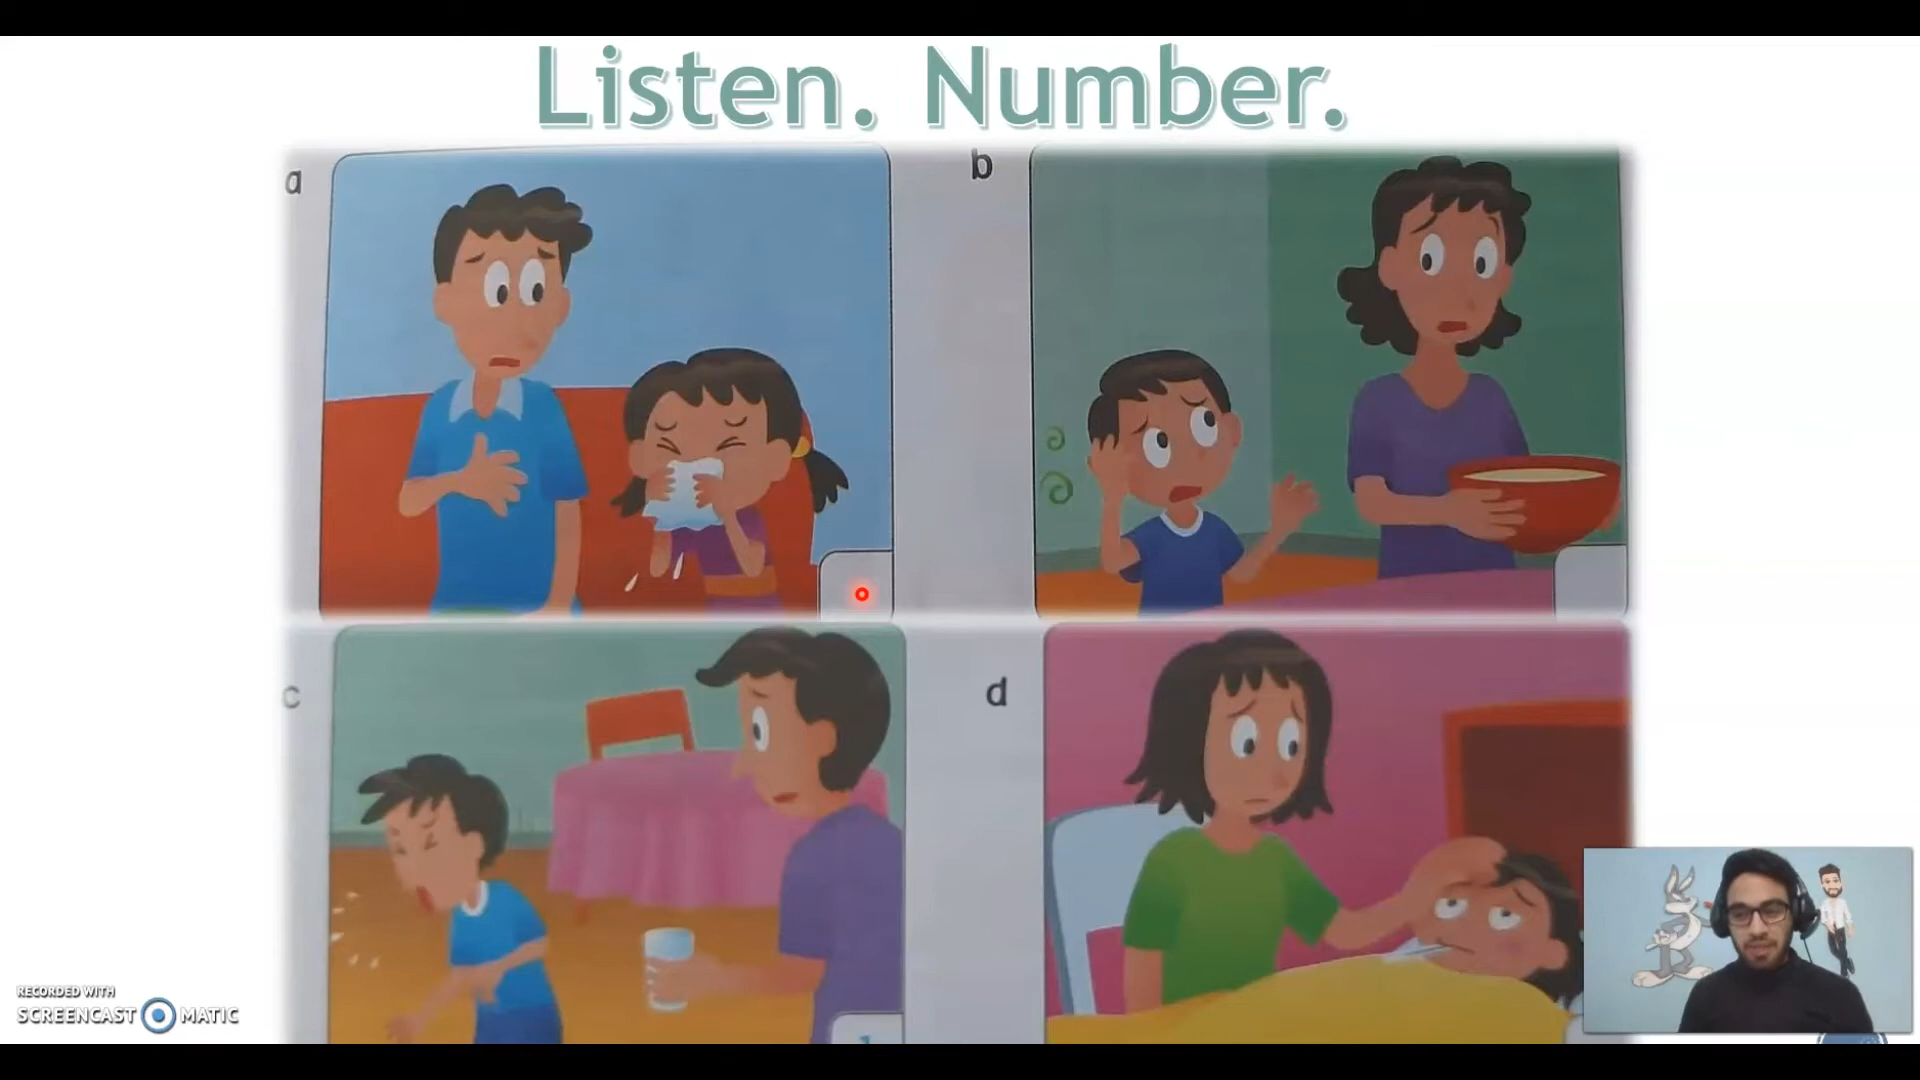 Listen. Number.
a
b
c
d
RECORDED WITH
SCREENCAST MATIC